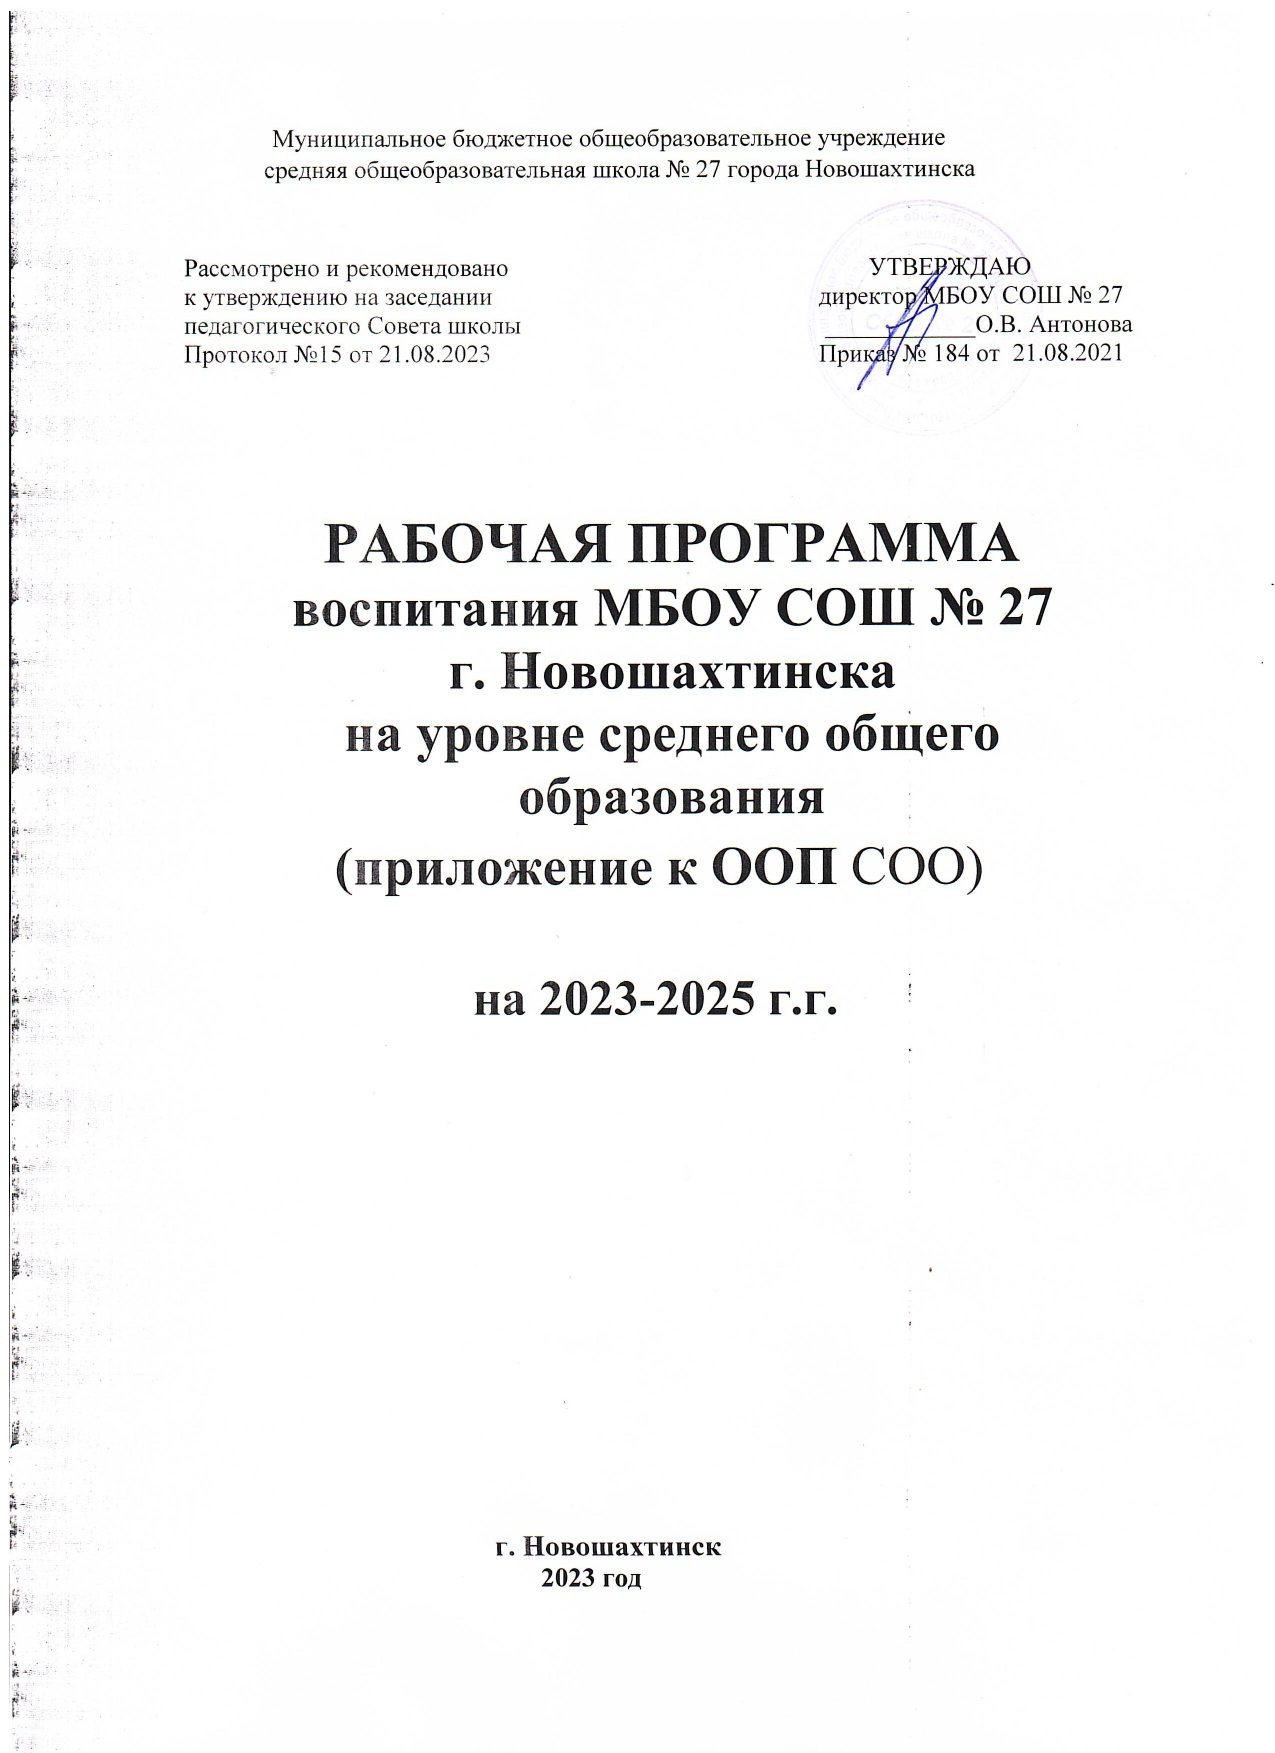 Муниципальное бюджетное общеобразовательное учреждение
средняя общеобразовательная школа № 27 города Новошахтинска
Рассмотрено и рекомендовано
к утверждению на заседании
педагогического Совета школы
Протокол №15 от 21.08.2023
УТВЕРЖДАЮ
директор МБОУ СОШ № 27
____________О.В. Антонова
Приказ № 184 от 21.08.2021
РАБОЧАЯ ПРОГРАММА
воспитания МБОУ СОШ № 27
г. Новошахтинска
на уровне среднего общего
образования
(приложение к ООП СОО)
на 2023-2025 г.г.
г. Новошахтинск
2023 год